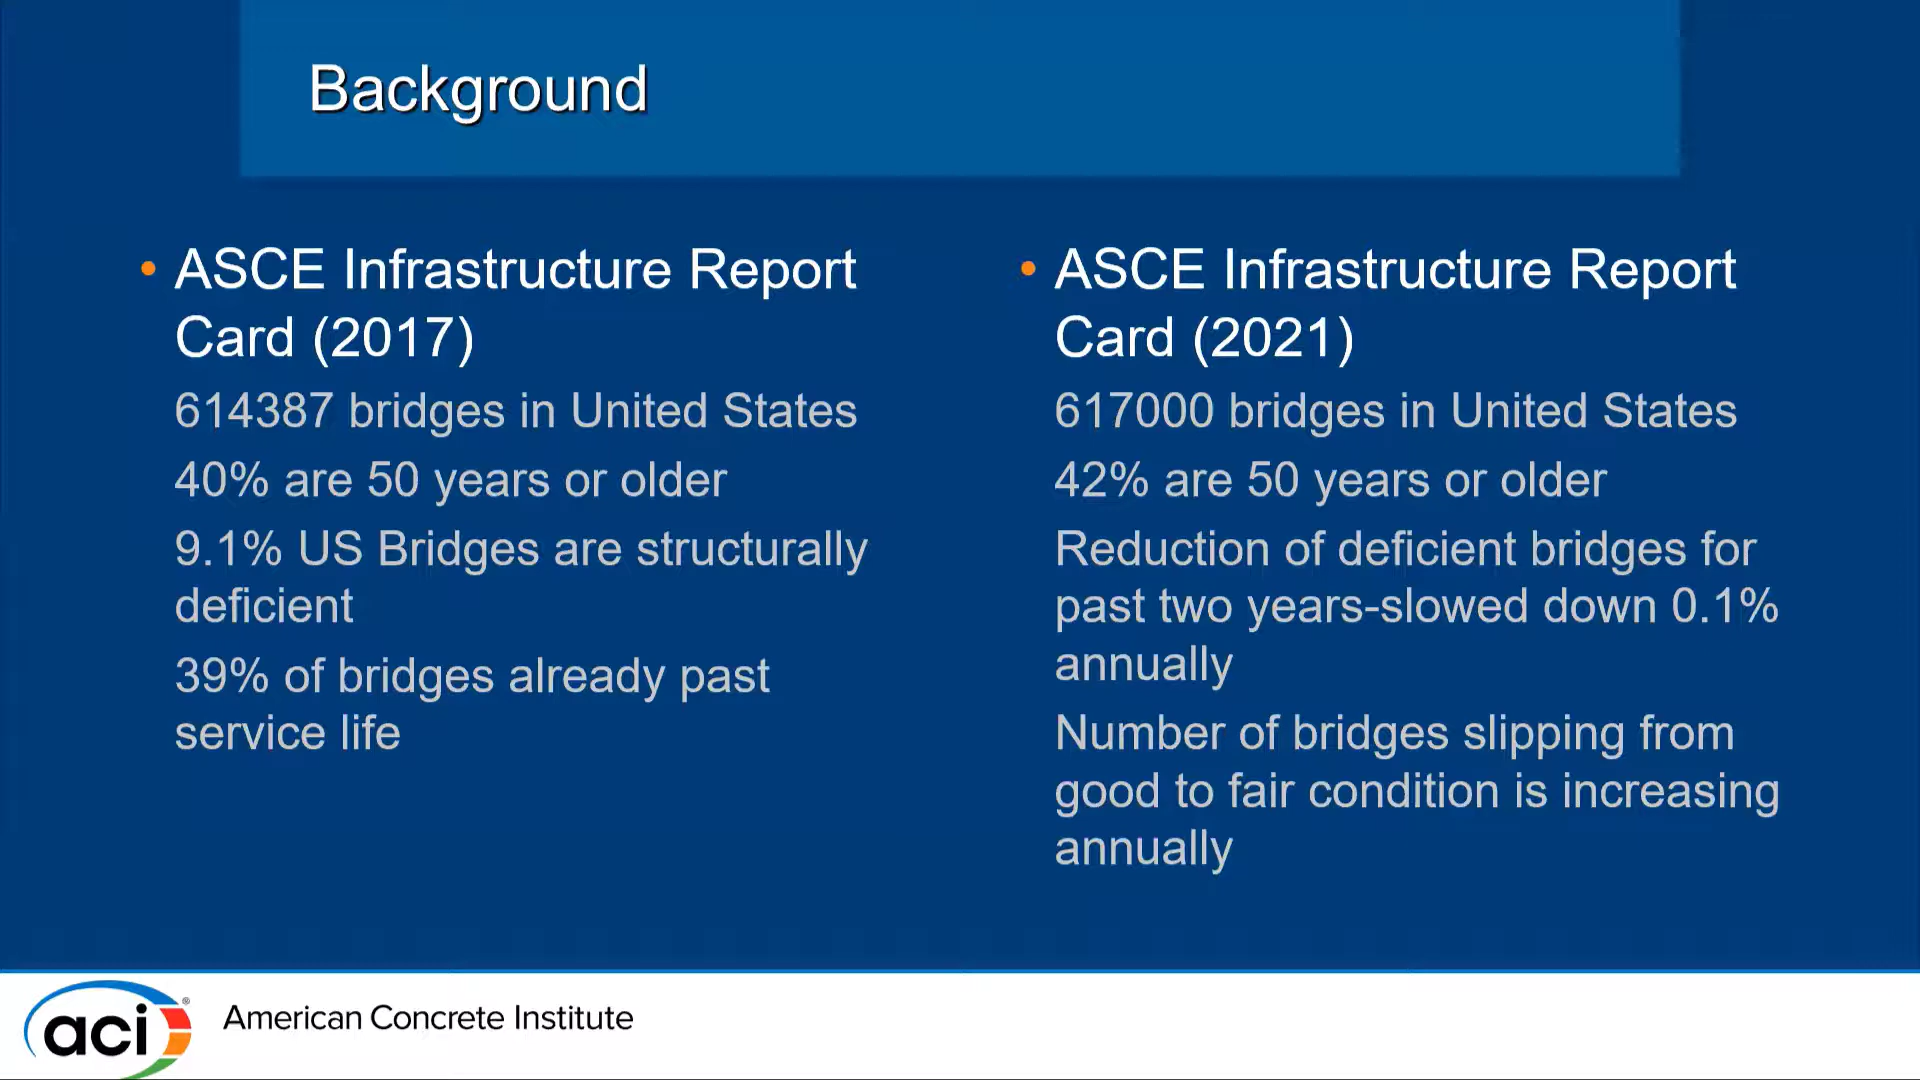 Background
• ASCE Infrastructure Report
Card (2017)
614387 bridges in United States
40% are 50 years or older
9.1% US Bridges are structurally
deficient
39% of bridges already past
service life
• ASCE Infrastructure Report
Card (2021)
617000 bridges in United States
42% are 50 years or older
Reduction of deficient bridges for
past two years-slowed down 0.1%
annually
Number of bridges slipping from
good to fair condition is increasing
annually
aci®
American Concrete Institute